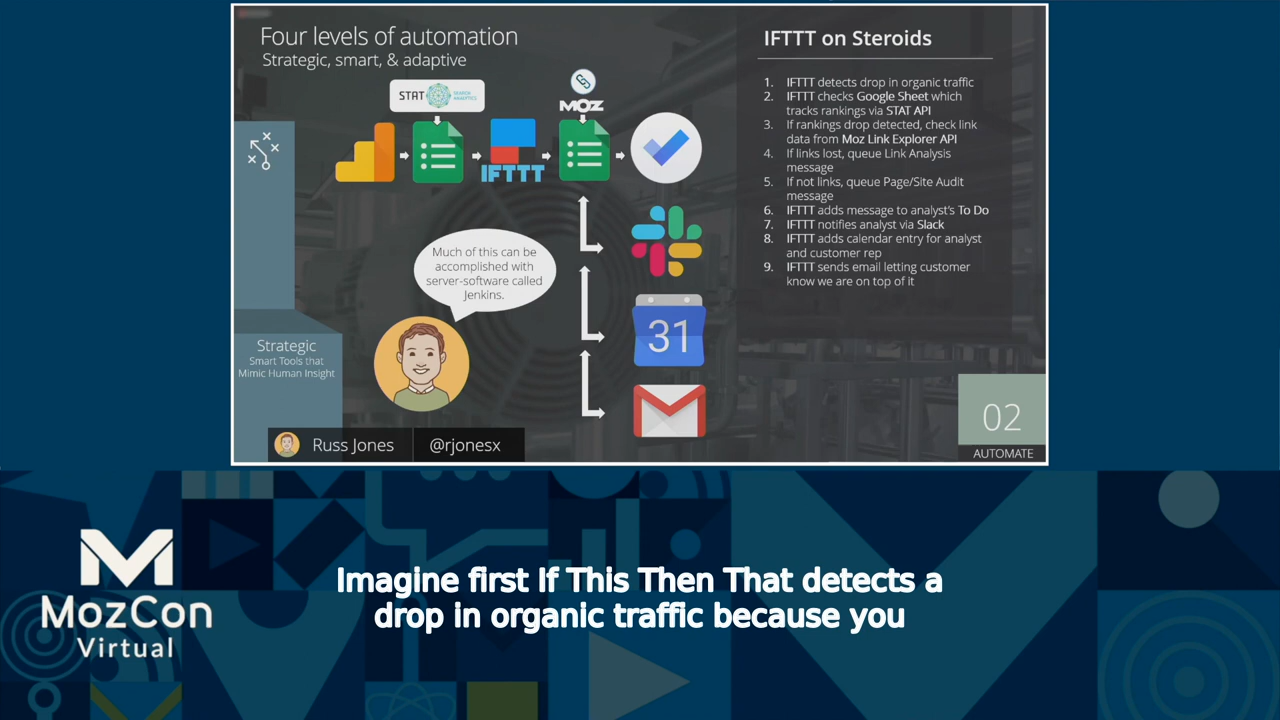 Four levels of automation
Strategic, smart, & adaptive
STAT SEARCH ANALYTICS
MOZ
IFTTT
31
Much of this can be
accomplished with
server-software called
Jenkins.
Strategic
Smart Tools that
Mimic Human Insight
Russ Jones
@rjonesx
IFTTT on Steroids
1. IFTTT detects drop in organic traffic
2. IFTTT checks Google Sheet which
tracks rankings via STAT API
3. If rankings drop detected, check link
data from Moz Link Explorer API
4. If links lost, queue Link Analysis
message
5. If not links, queue Page/Site Audit
message
6. IFTTT adds message to analyst's To Do
7. IFTTT notifies analyst via Slack
8. IFTTT adds calendar entry for analyst
and customer rep
9. IFTTT sends email letting customer
know we are on top of it
02
AUTOMATE
M
MozCon
Virtual
Imagine first If This Then That detects a
drop in organic traffic because you